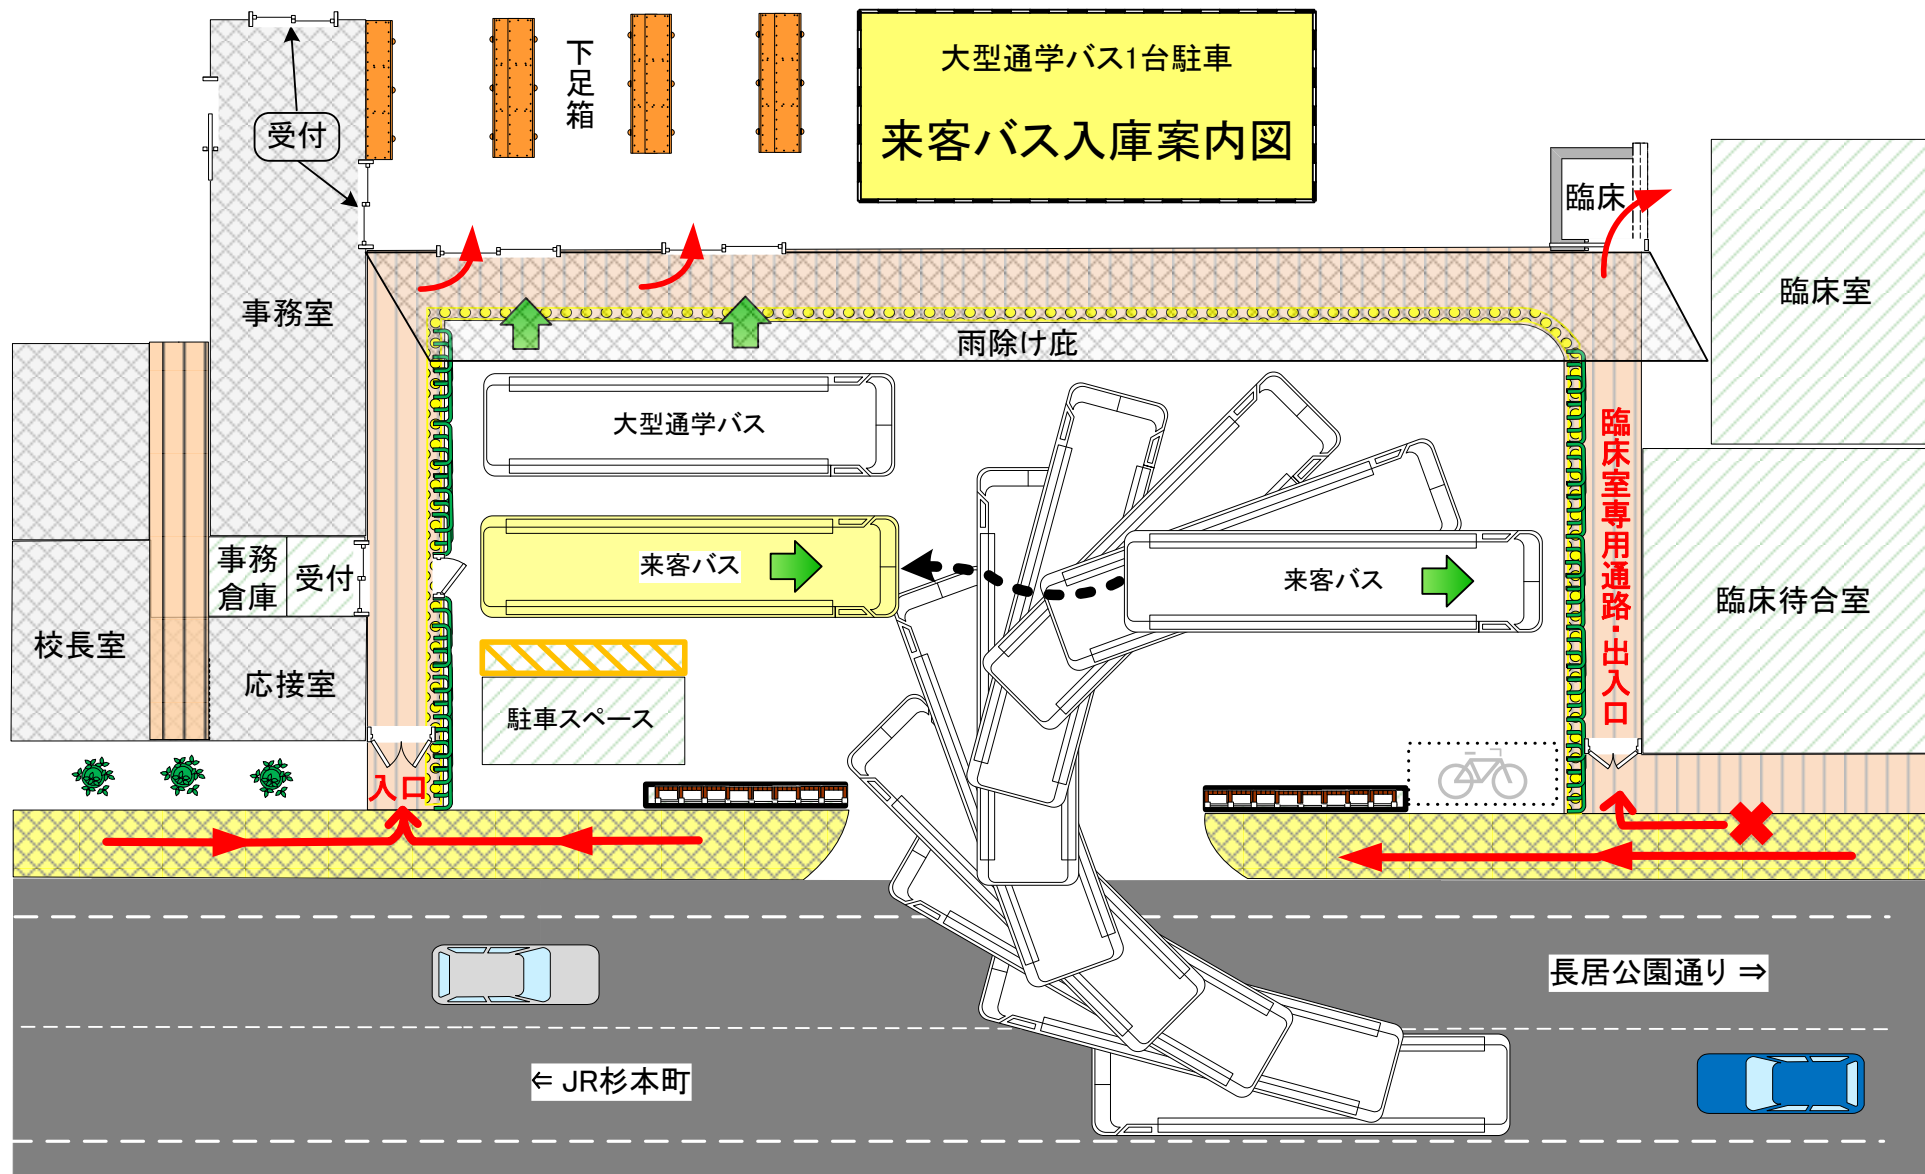 大型通学バス1台駐車
来客バス入庫案内図
下足箱
受付
臨床
事務室
臨床室
雨除け庇
大型通学バス
臨床室専用通路・出入口
来客バス
来客バス
事務
倉庫
受付
臨床待合室
校長室
応接室
駐車スペース
入口
長居公園通り ⇒
⇐ JR杉本町